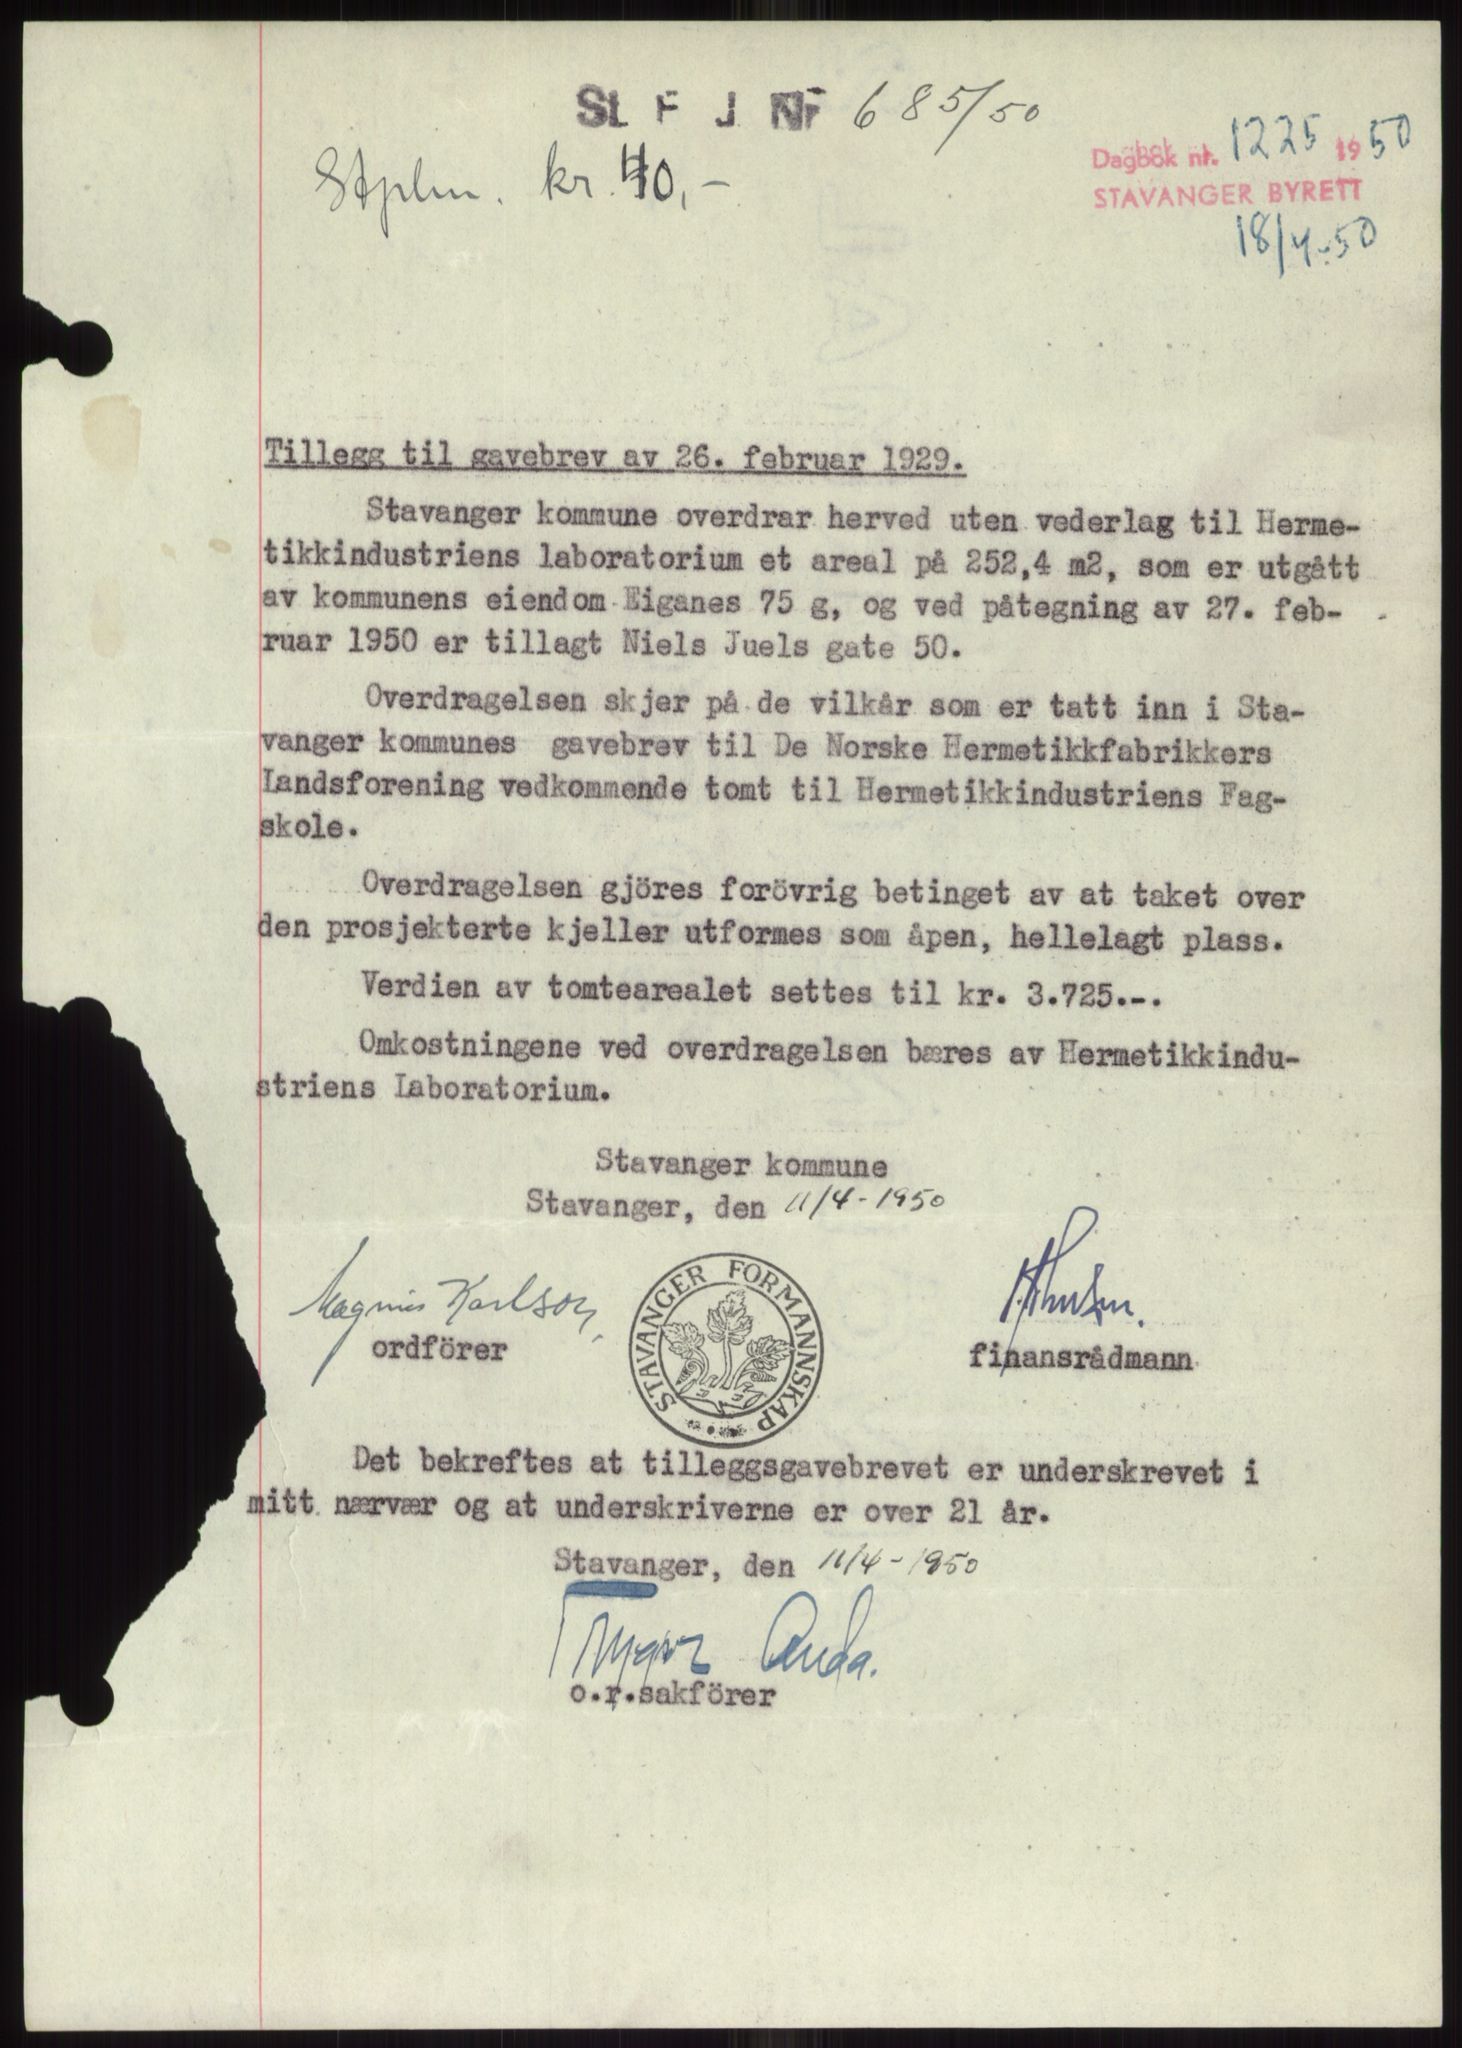 St F J Nr 685/50
Dagbok nr. 1225 1950
Stplm. kr. 40,-
STAVANGER BYRETT
18/4-50
Tillegg til gavebrev av 26. februar 1929.
Stavanger kommune overdrar herved uten vederlag til Herme-
tikkindustriens laboratorium et areal på 252,4 m2, som er utgått
av kommunens eiendom Eiganes 75 g, og ved påtegning av 27. feb-
ruar 1950 er tillagt Niels Juels gate 50.
Overdragelsen skjer på de vilkår som er tatt inn i Sta-
vanger kommunes gavebrev til De Norske Hermetikkfabrikkers
Landsforening vedkommende tomt til Hermetikkindustriens Fag-
skole.
Overdragelsen gjöres forövrig betinget av at taket over
den prosjekterte kjeller utformes som åpen, hellelagt plass.
Verdien av tomtearealet settes til kr. 3.725.-.
Omkostningene ved overdragelsen bæres av Hermetikkindu-
striens Laboratorium.
Stavanger kommune
Stavanger, den 11/4-1950
Magnus Karlson,
ordförer
STAVANGER FORMANNSKAP
finansrådmann
Det bekreftes at tilleggsgavebrevet er underskrevet i
mitt nærvær og at underskriverne er over 21 år.
Stavanger, den 11/4-1950
Anda.
o.r.sakförer